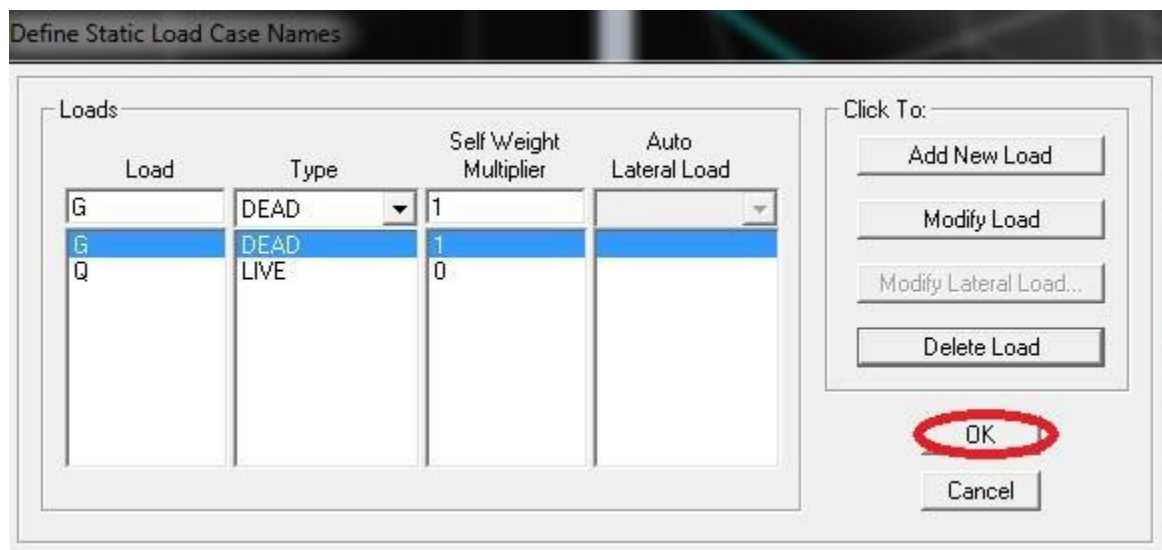 Define Static Load Case Names
Loads
Click To:
Load Type Self Weight Multiplier Auto Lateral Load
G DEAD 1
G DEAD 1
Q LIVE 0
Add New Load
Modify Load
Modify Lateral Load...
Delete Load
OK
Cancel